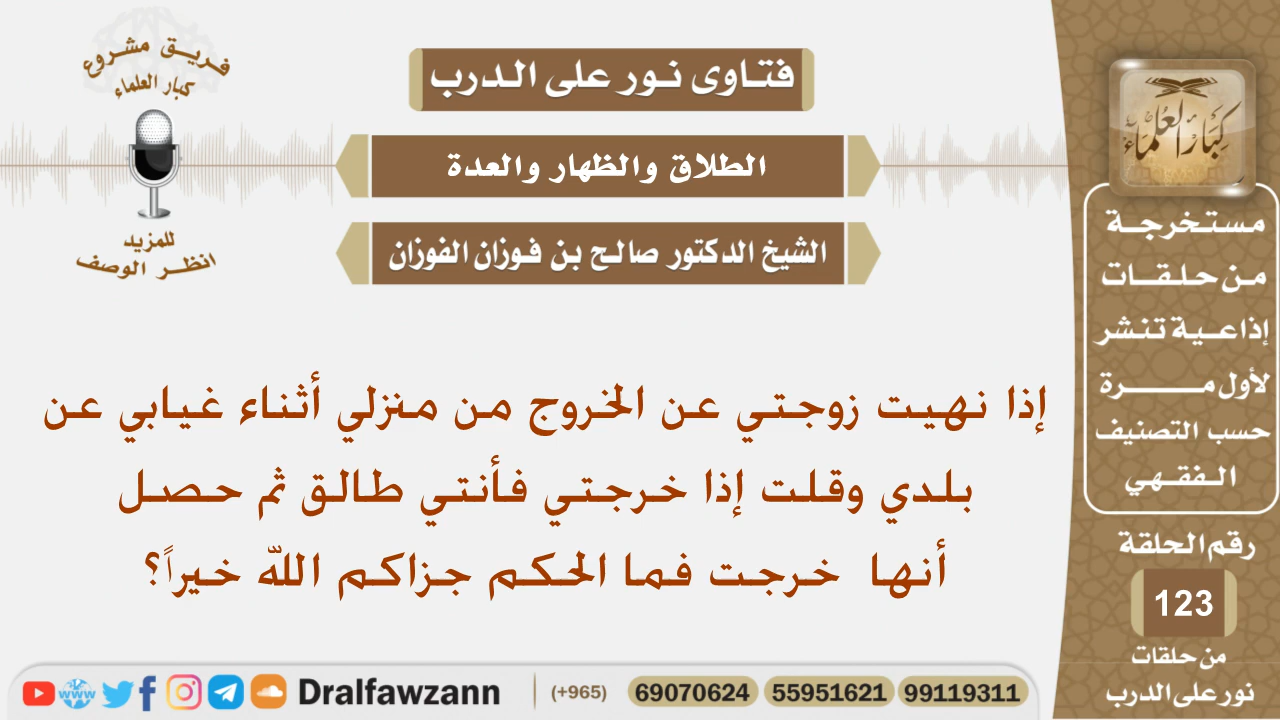 فريق مشروع
كبار العلماء
للمزيد
انظر الوصف
فتاوى نور على الدرب
الطلاق والظهار والعدة
الشيخ الدكتور صالح بن فوزان الفوزان
إذا نهيت زوجتي عن الخروج من منزلي أثناء غيابي عن
بلدي وقلت إذا خرجتي فأنتي طالق ثم حصل
أنها خرجت فما الحكم جزاكم الله خيراً؟
كبار العلماء
مستخرجة
من حلقات
إذاعية تنشر
لأول مرة
حسب التصنيف
الفقهي
رقم الحلقة
123
من حلقات
نور على الدرب
www
Dralfawzann
(+965)
69070624
55951621
99119311